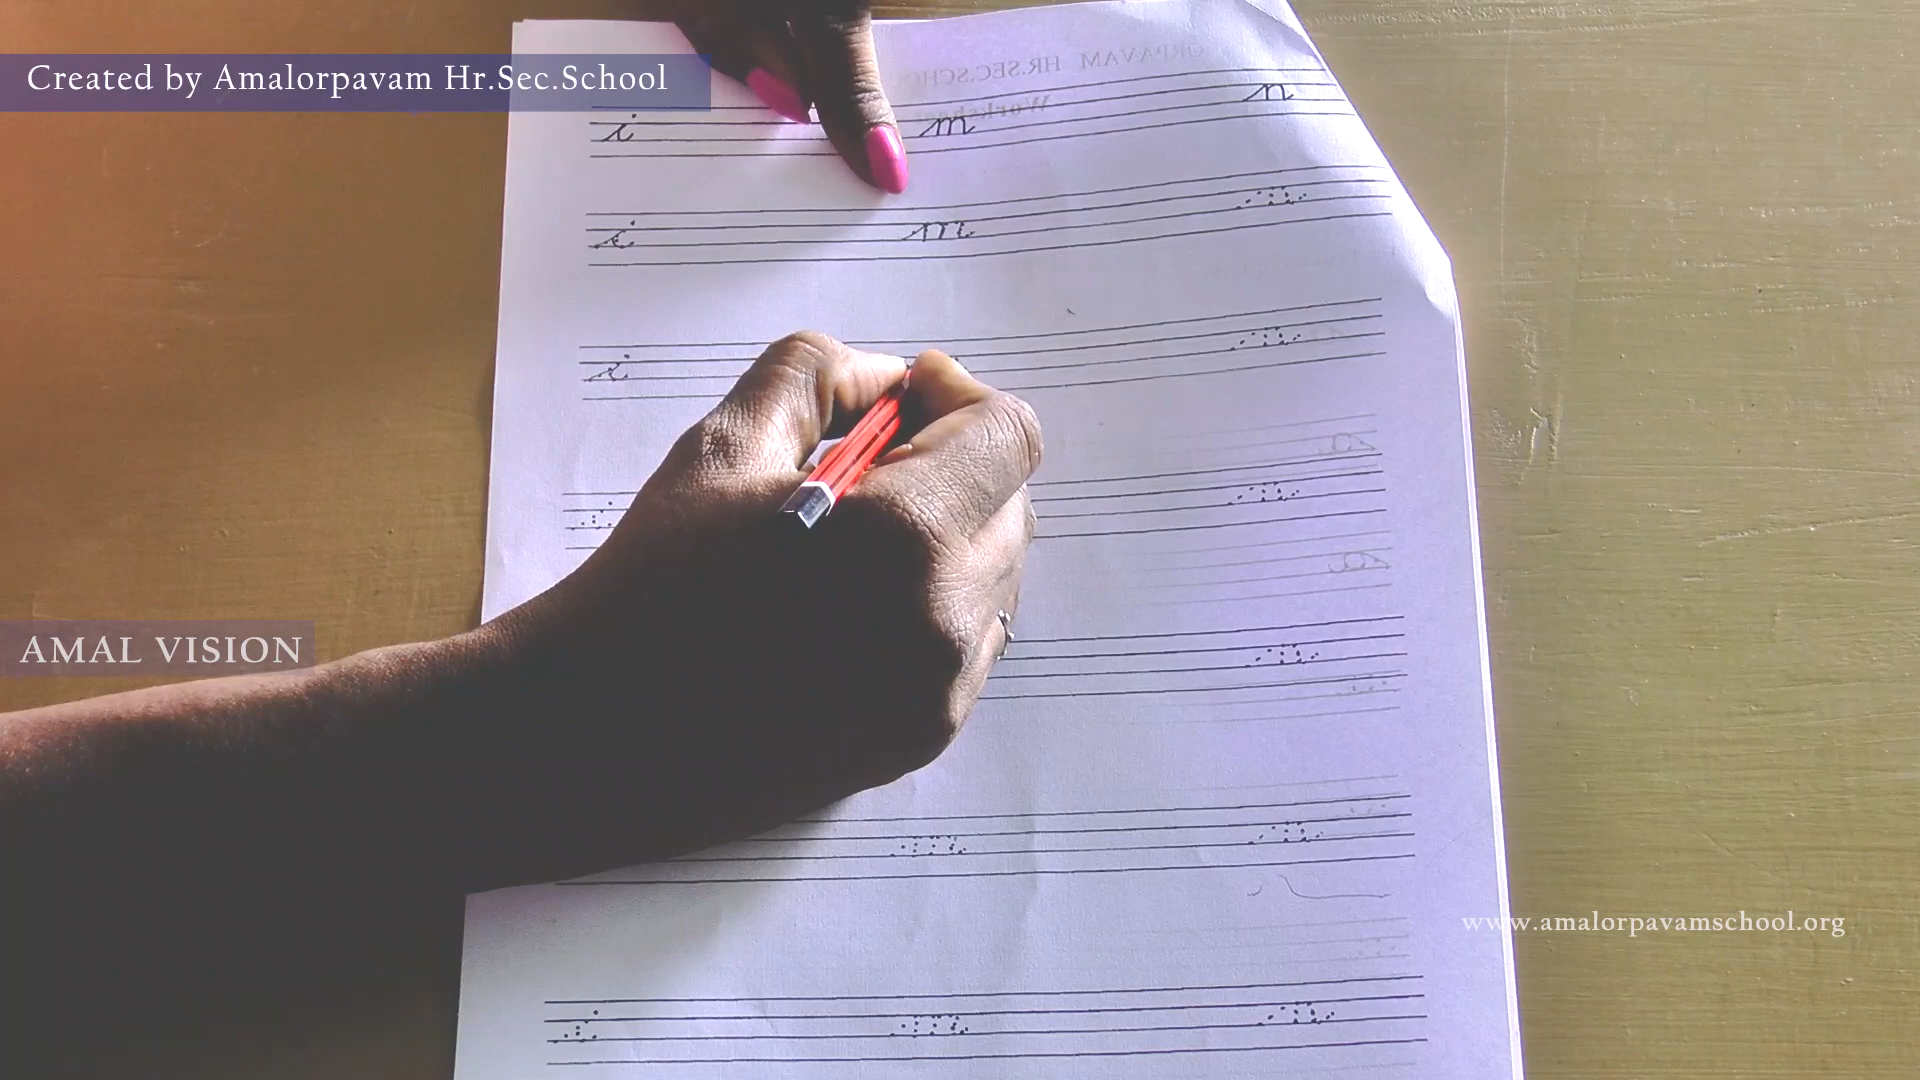 Created by Amalorpavam Hr.Sec.School
i m n
i m n
i n
i n
AMAL VISION
n
m n
www.amalorpavamschool.org
i m n